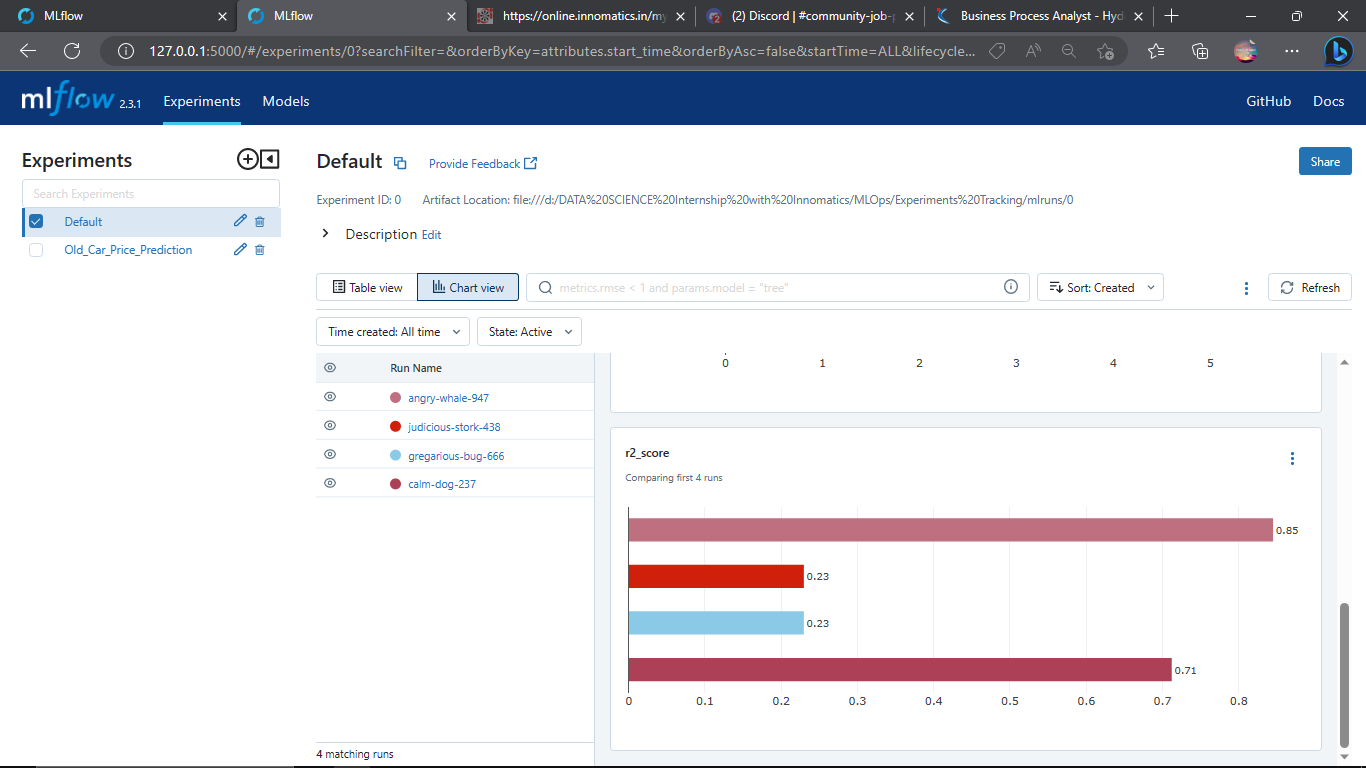 MLflow
MLflow
https://online.innomatics.in/my
(2) Discord | #community-job-p
Business Process Analyst - Hyd
127.0.0.1:5000/#/experiments/0?searchFilter=&orderByKey=attributes.start_time&orderByAsc=false&startTime=ALL&lifecycle...
mlflow 2.3.1 Experiments Models GitHub Docs
Experiments
Search Experiments
Default
Old_Car_Price_Prediction
Default Provide Feedback Share
Experiment ID: 0 Artifact Location: file:///d:/DATA%20SCIENCE%20Internship%20with%20Innomatics/MLOps/Experiments%20Tracking/mlruns/0
Description Edit
Table view Chart view metrics.rmse < 1 and params.model = "tree" Sort: Created Refresh
Time created: All time State: Active
Run Name
angry-whale-947
judicious-stork-438
gregarious-bug-666
calm-dog-237
4 matching runs
0 1 2 3 4 5
r2_score
Comparing first 4 runs
0.85
0.23
0.23
0.71
0 0.1 0.2 0.3 0.4 0.5 0.6 0.7 0.8